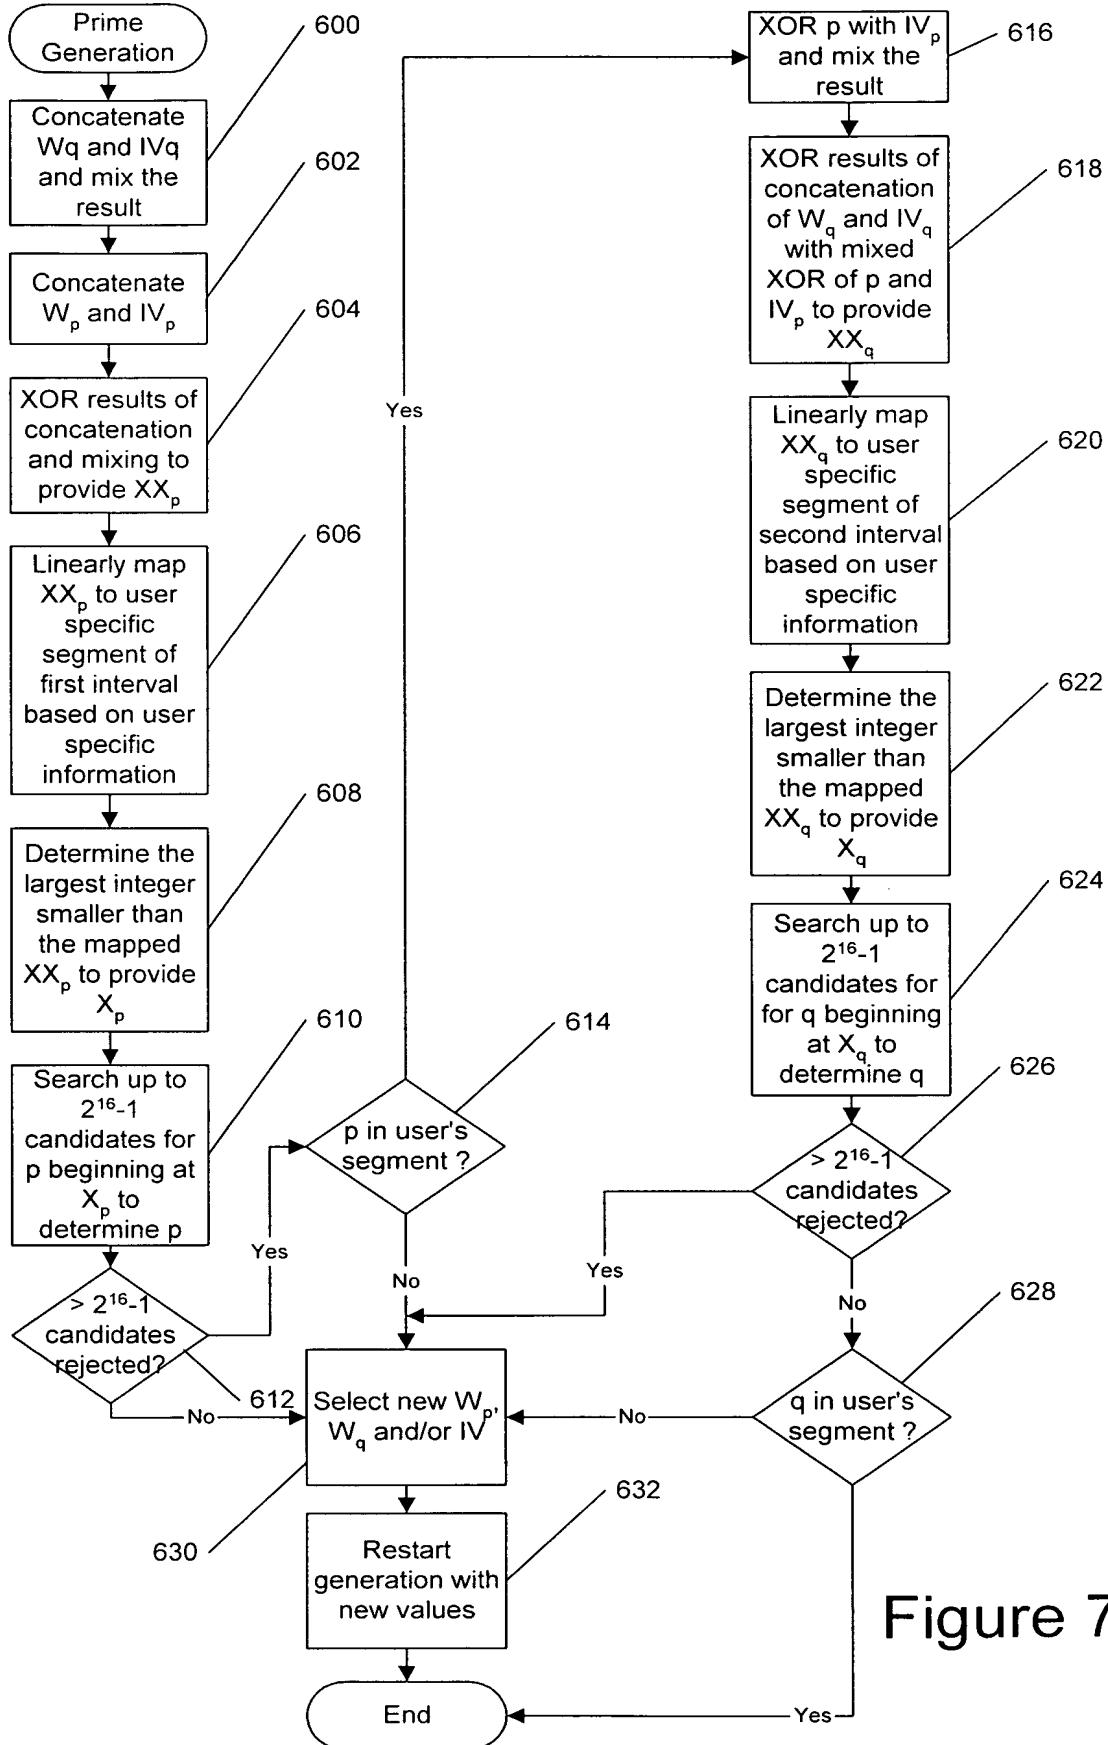 Prime
Generation
600
Concatenate
Wq and IVq
and mix the
result
602
Concatenate
Wp and IVp
604
XOR results of
concatenation
and mixing to
provide XXp
606
Linearly map
XXp to user
specific
segment of
first interval
based on user
specific
information
608
Determine the
largest integer
smaller than
the mapped
XXp to provide
Xp
610
Search up to
2¹⁶-1
candidates for
p beginning at
Xp to
determine p
> 2¹⁶-1
candidates
rejected?
612
Yes
No
614
p in user's
segment ?
Yes
No
XOR p with IVp
and mix the
result
616
XOR results of
concatenation
of Wq and IVq
with mixed
XOR of p and
IVp to provide
XXq
618
Linearly map
XXq to user
specific
segment of
second interval
based on user
specific
information
620
Determine the
largest integer
smaller than
the mapped
XXq to provide
Xq
622
Search up to
2¹⁶-1
candidates for
for q beginning
at Xq to
determine q
624
> 2¹⁶-1
candidates
rejected?
626
Yes
No
q in user's
segment ?
628
No
Yes
Select new Wp,
Wq and/or IV
630
Restart
generation with
new values
632
End
Figure 7